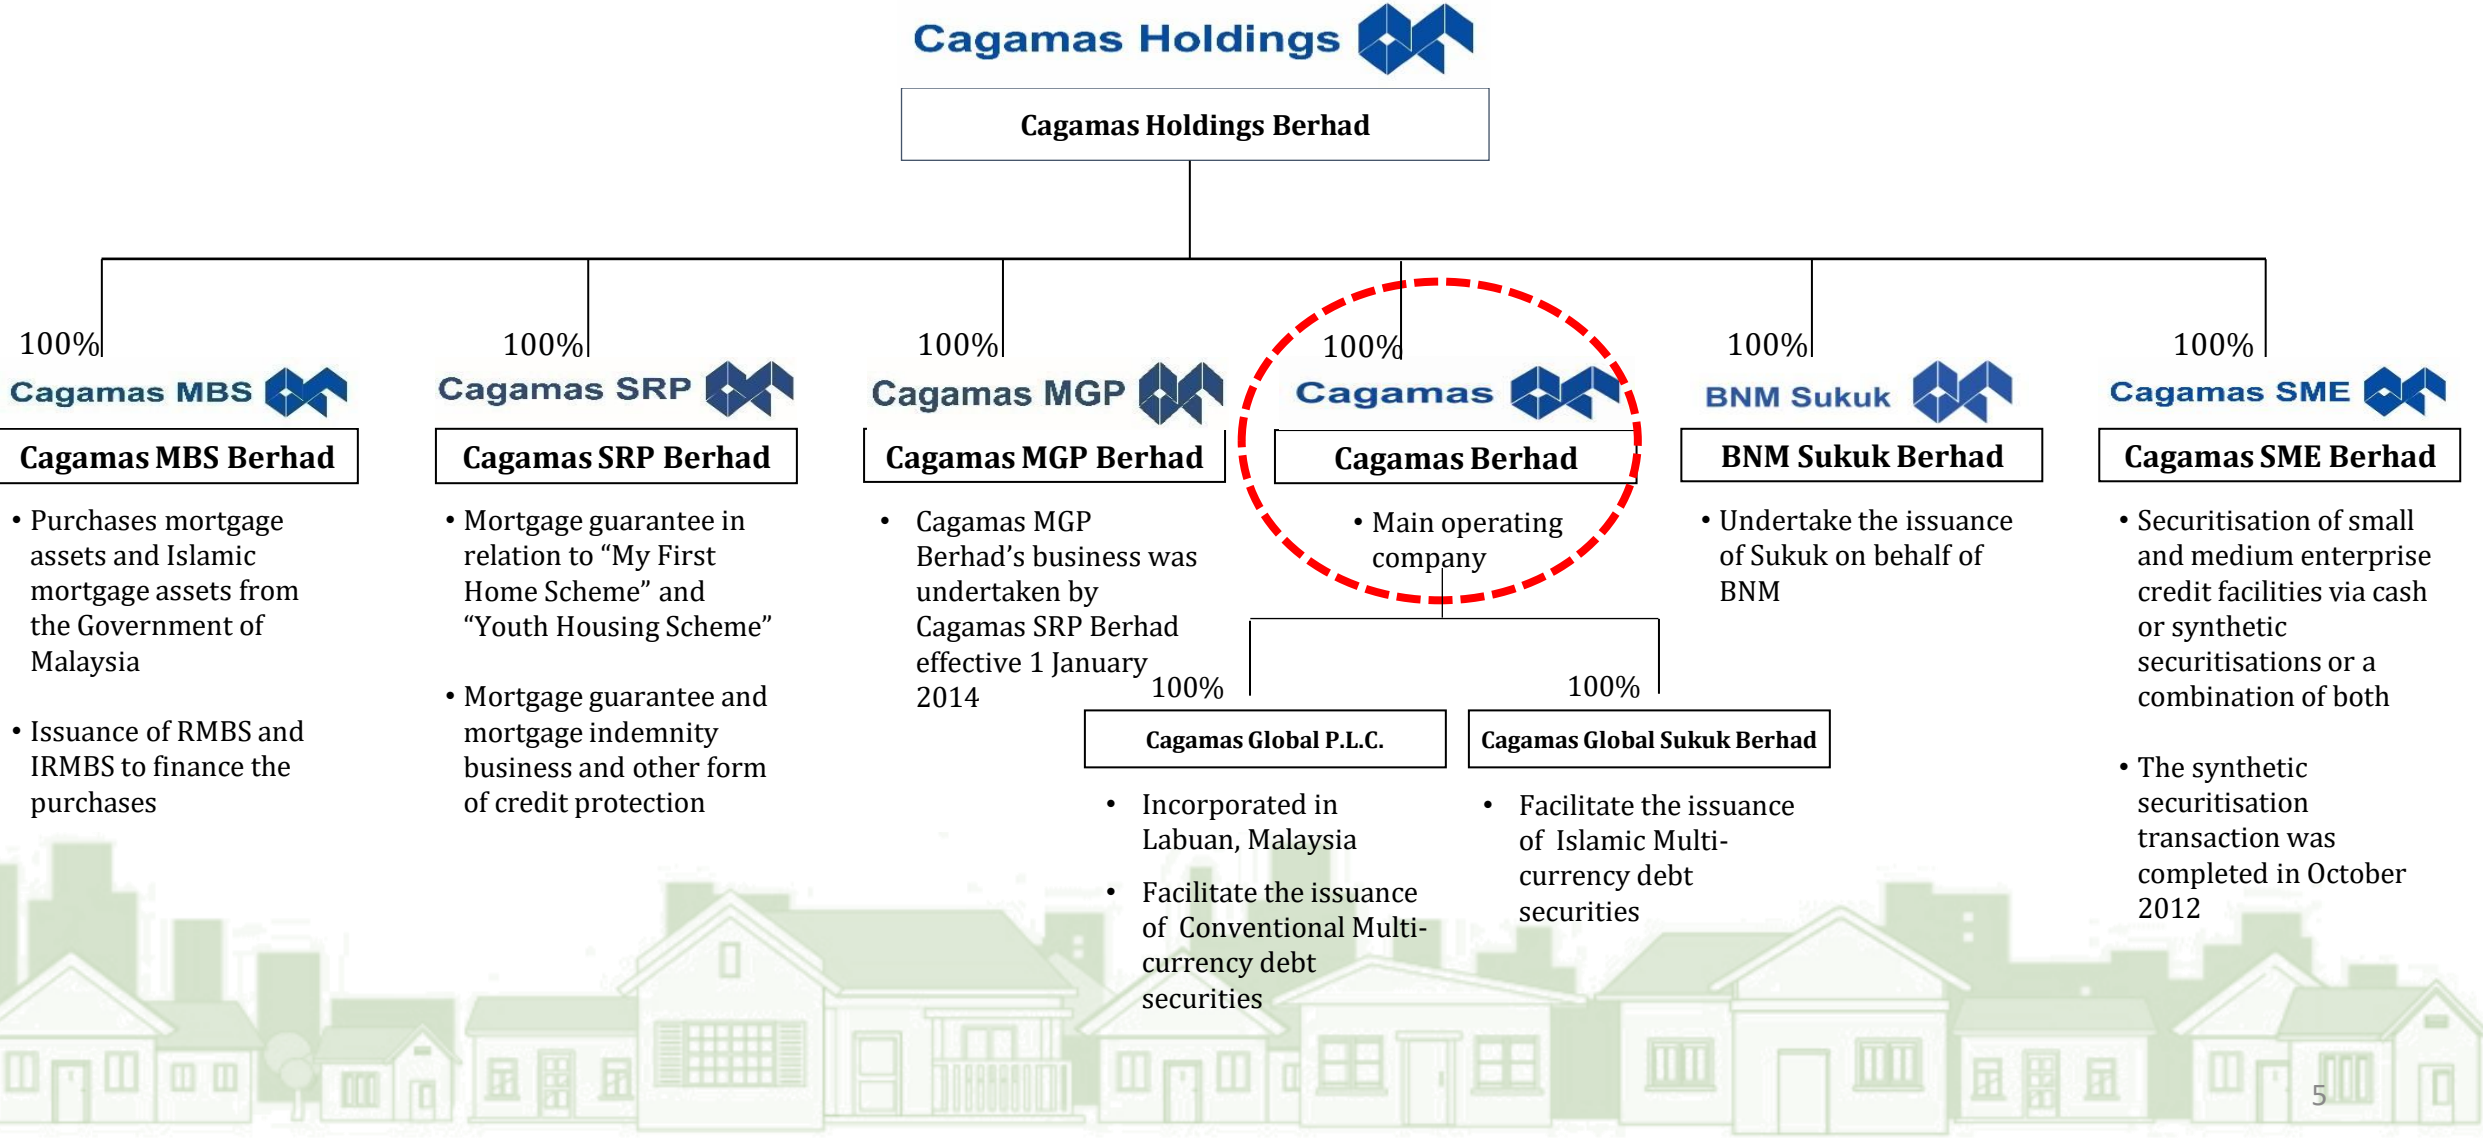 Cagamas Holdings
Cagamas Holdings Berhad
100%
Cagamas MBS
Cagamas MBS Berhad
• Purchases mortgage
assets and Islamic
mortgage assets from
the Government of
Malaysia
• Issuance of RMBS and
IRMBS to finance the
purchases
100%
Cagamas SRP
Cagamas SRP Berhad
• Mortgage guarantee in
relation to “My First
Home Scheme” and
“Youth Housing Scheme”
• Mortgage guarantee and
mortgage indemnity
business and other form
of credit protection
100%
Cagamas MGP
Cagamas MGP Berhad
• Cagamas MGP
Berhad’s business was
undertaken by
Cagamas SRP Berhad
effective 1 January
2014
100%
Cagamas
Cagamas Berhad
• Main operating
company
100%
Cagamas Global P.L.C.
• Incorporated in
Labuan, Malaysia
• Facilitate the issuance
of Conventional Multi-
currency debt
securities
100%
Cagamas Global Sukuk Berhad
• Facilitate the issuance
of Islamic Multi-
currency debt
securities
100%
BNM Sukuk
BNM Sukuk Berhad
• Undertake the issuance
of Sukuk on behalf of
BNM
100%
Cagamas SME
Cagamas SME Berhad
• Securitisation of small
and medium enterprise
credit facilities via cash
or synthetic
securitisations or a
combination of both
• The synthetic
securitisation
transaction was
completed in October
2012
5